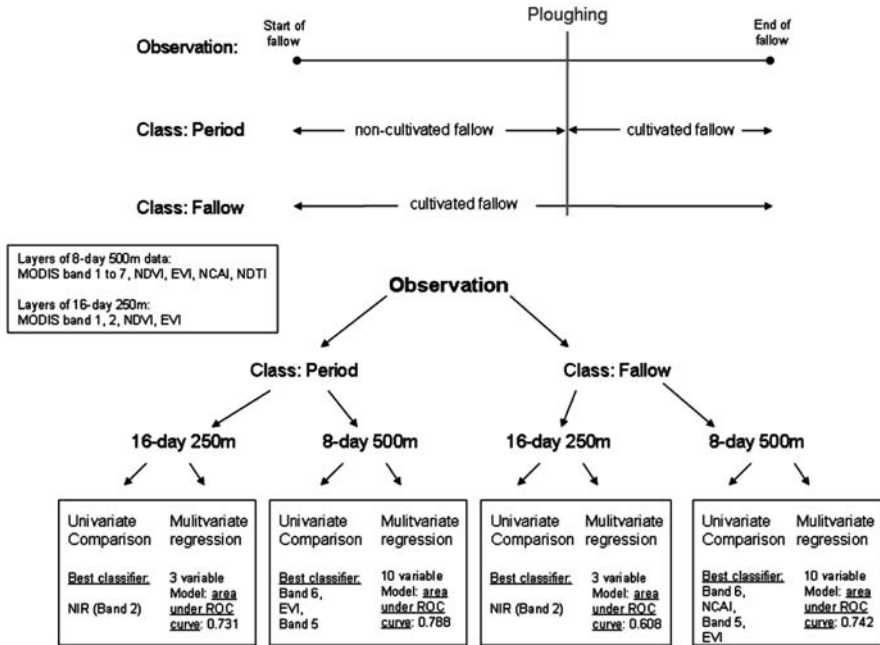 Ploughing
Start of fallow
End of fallow
Observation:
Class: Period
non-cultivated fallow
cultivated fallow
Class: Fallow
cultivated fallow
Layers of 8-day 500m data:
MODIS band 1 to 7, NDVI, EVI, NCAI, NDTI
Layers of 16-day 250m:
MODIS band 1, 2, NDVI, EVI
Observation
Class: Period
Class: Fallow
16-day 250m
8-day 500m
16-day 250m
8-day 500m
Univariate
Comparison
Best classifier:
NIR (Band 2)
Mulitvariate
regression
3 variable
Model: area
under ROC
curve: 0.731
Univariate
Comparison
Best classifier:
Band 6,
EVI,
Band 5
Mulitvariate
regression
10 variable
Model: area
under ROC
curve: 0.788
Univariate
Comparison
Best classifier:
NIR (Band 2)
Mulitvariate
regression
3 variable
Model: area
under ROC
curve: 0.608
Univariate
Comparison
Best classifier:
Band 6,
NCAI,
Band 5,
EVI
Mulitvariate
regression
10 variable
Model: area
under ROC
curve: 0.742